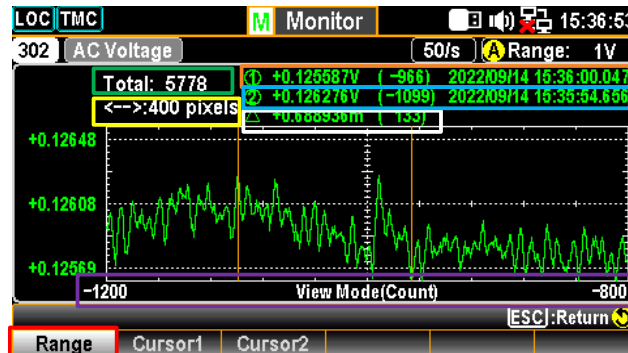 LOC TMC M Monitor 15:36:53
302 AC Voltage 50/s A Range: 1V
Total: 5778
① +0.125587V (-966) 2022/09/14 15:36:00.047
<-->:400 pixels
② +0.126276V (-1099) 2022/09/14 15:35:54.656
△ +0.688936m ( 133)
+0.12648
+0.12608
+0.12569
-1200 View Mode(Count) -800
ESC:Return
Range Cursor1 Cursor2